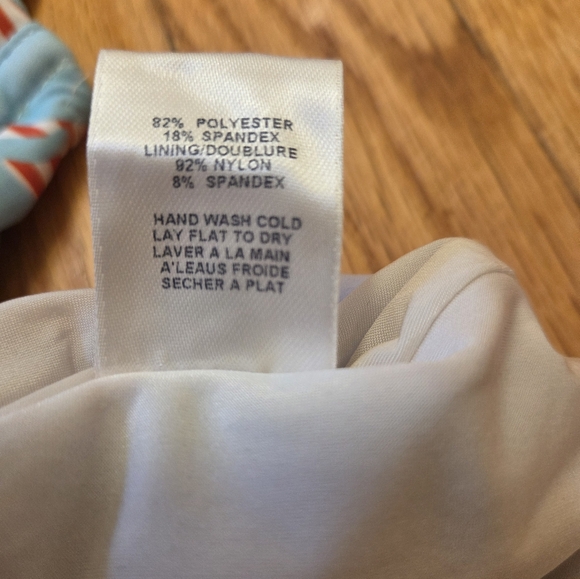 82% POLYESTER
18% SPANDEX
LINING/DOUBLURE
92% NYLON
8% SPANDEX
HAND WASH COLD
LAY FLAT TO DRY
LAVER A LA MAIN
A'LEAUS FROIDE
SECHER A PLAT